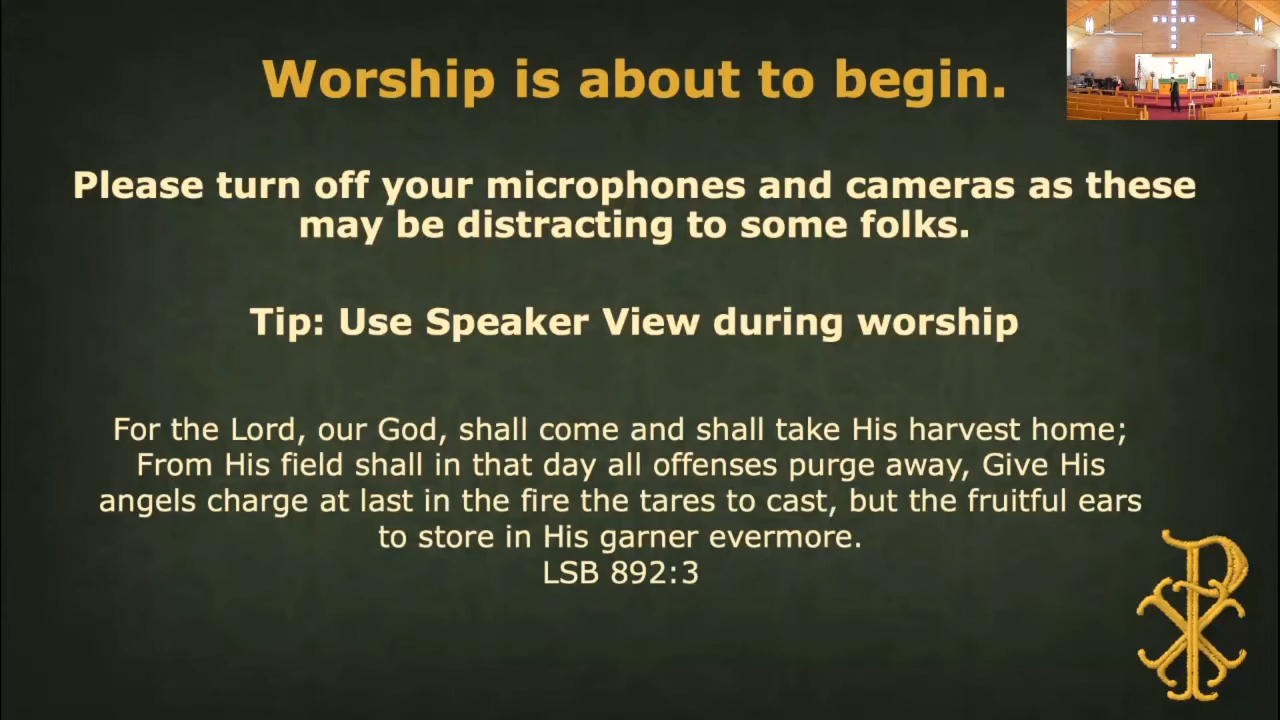 Worship is about to begin.
Please turn off your microphones and cameras as these
may be distracting to some folks.
Tip: Use Speaker View during worship
For the Lord, our God, shall come and shall take His harvest home;
From His field shall in that day all offenses purge away, Give His
angels charge at last in the fire the tares to cast, but the fruitful ears
to store in His garner evermore.
LSB 892:3